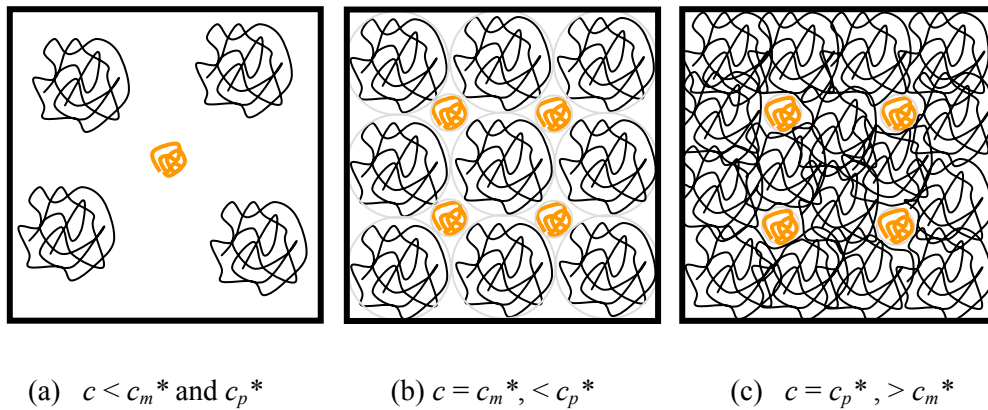 (a) c < cm* and cp* (b) c = cm*, < cp* (c) c = cp* , > cm*